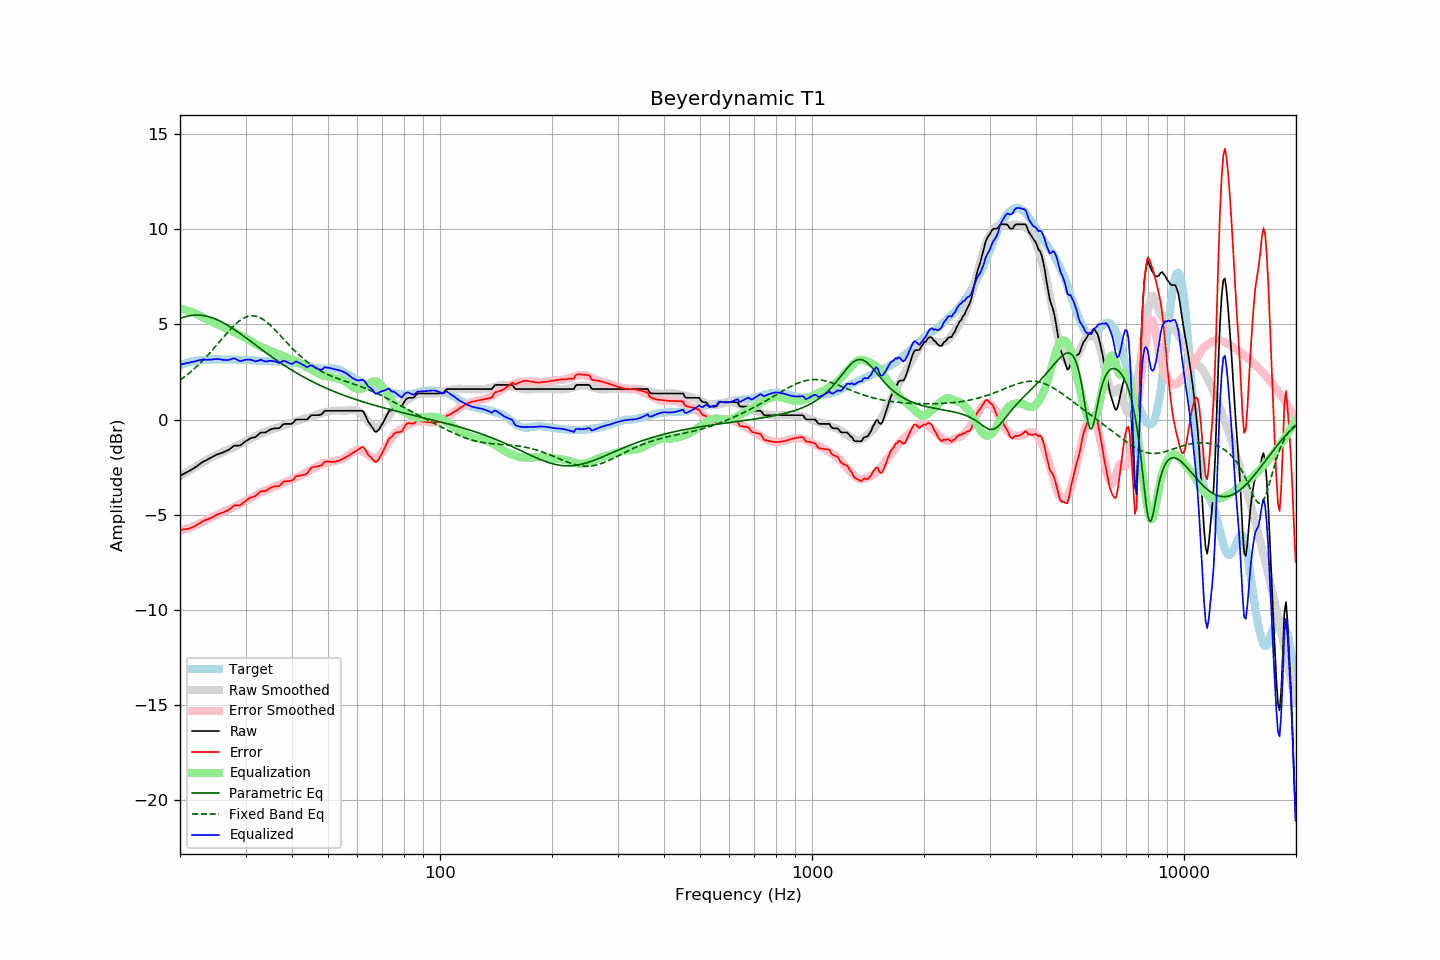 Beyerdynamic T1
15
10
5
0
−5
−10
−15
−20
Amplitude (dBr)
Target
Raw Smoothed
Error Smoothed
Raw
Error
Equalization
Parametric Eq
Fixed Band Eq
Equalized
100
1000
10000
Frequency (Hz)